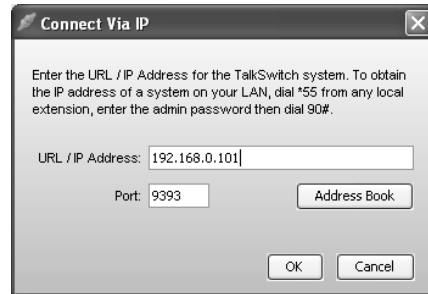 Connect Via IP
Enter the URL / IP Address for the TalkSwitch system. To obtain
the IP address of a system on your LAN, dial *55 from any local
extension, enter the admin password then dial 90#.
URL / IP Address: 192.168.0.101
Port: 9393 Address Book
OK Cancel